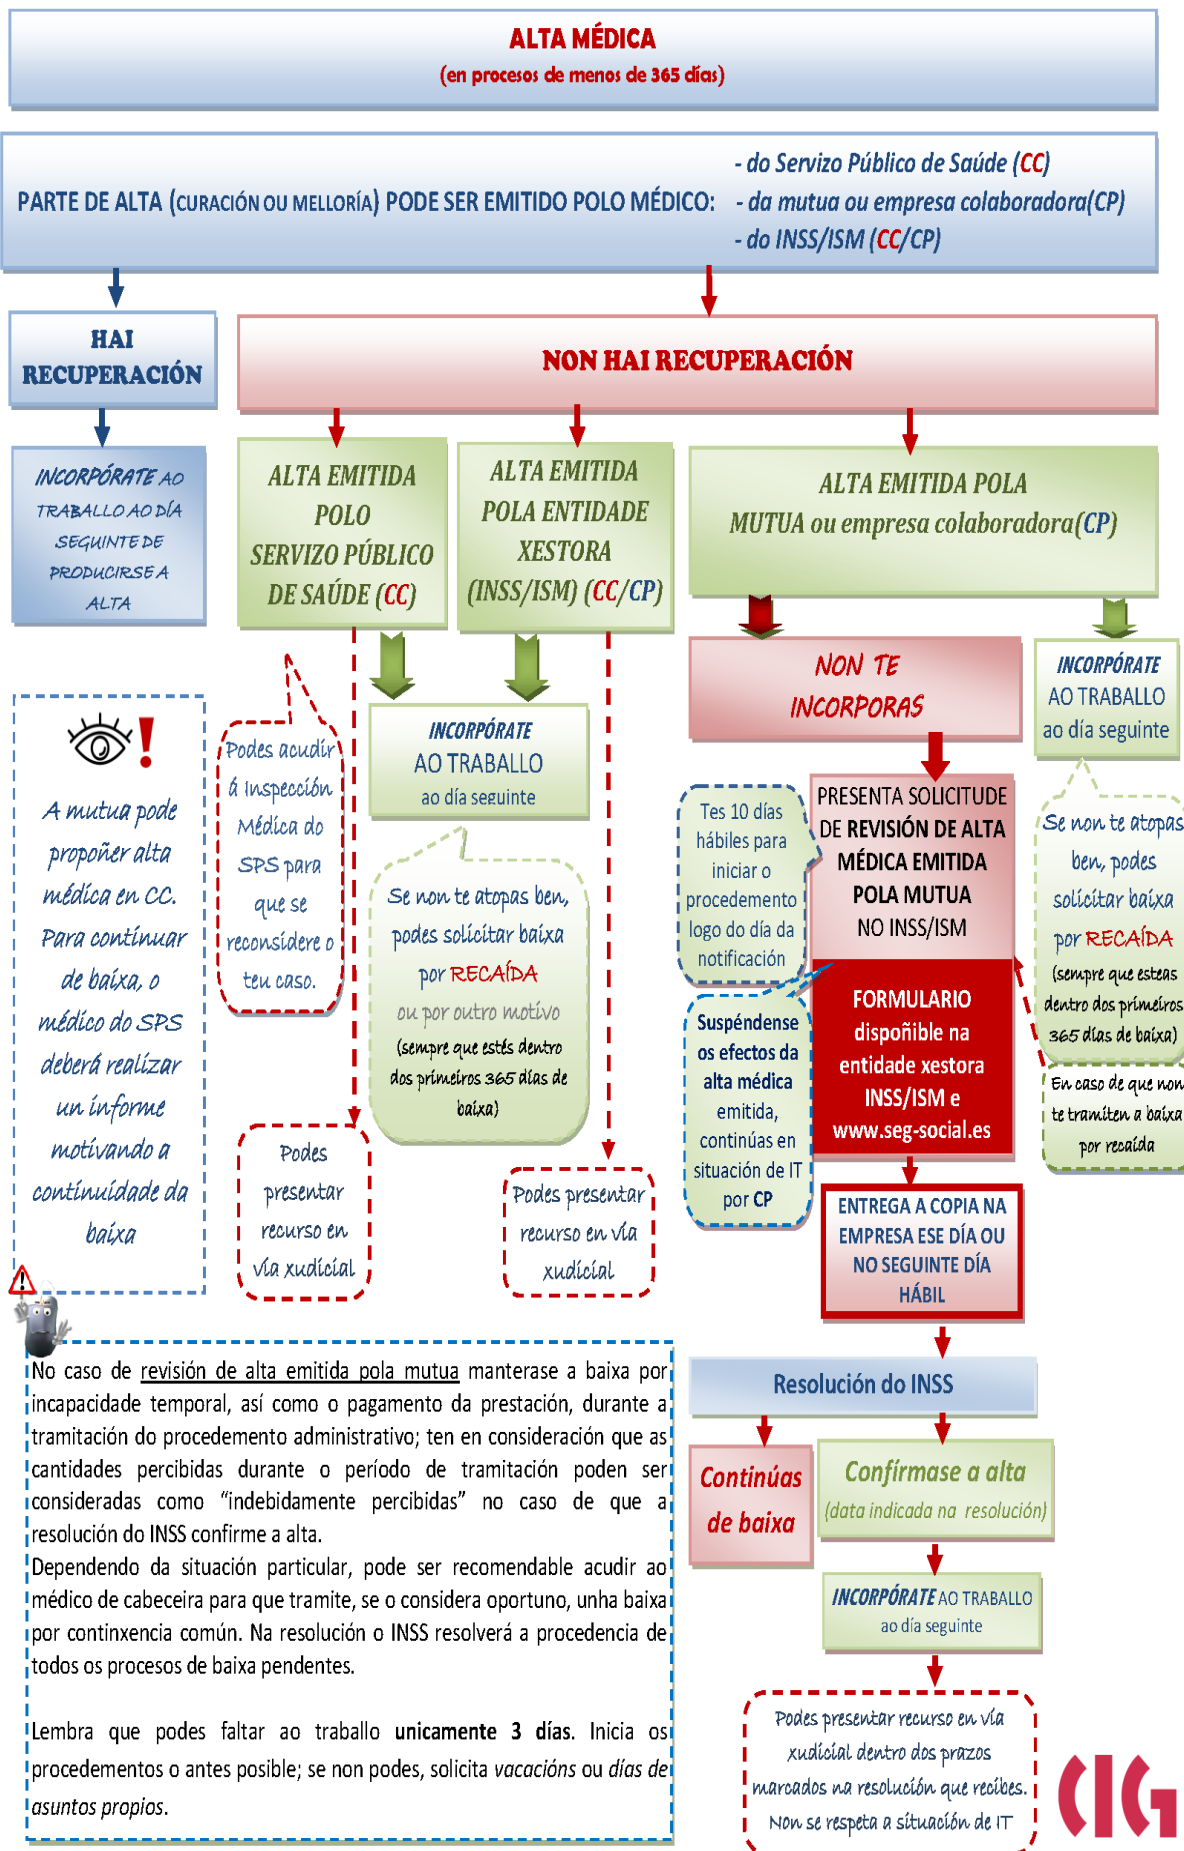 ALTA MÉDICA
(en procesos de menos de 365 días)
PARTE DE ALTA (CURACIÓN OU MELLORÍA) PODE SER EMITIDO POLO MÉDICO:
- do Servizo Público de Saúde (CC)
- da mutua ou empresa colaboradora(CP)
- do INSS/ISM (CC/CP)
HAI
RECUPERACIÓN
NON HAI RECUPERACIÓN
INCORPÓRATE AO
TRABALLO AO DÍA
SEGUINTE DE
PRODUCIRSE A
ALTA
ALTA EMITIDA
POLO
SERVIZO PÚBLICO
DE SAÚDE (CC)
ALTA EMITIDA
POLA ENTIDADE
XESTORA
(INSS/ISM) (CC/CP)
ALTA EMITIDA POLA
MUTUA ou empresa colaboradora(CP)
NON TE
INCORPORAS
INCORPÓRATE
AO TRABALLO
ao día seguinte
!
A mutua pode
propoñer alta
médica en CC.
Para continuar
de baixa, o
médico do SPS
deberá realizar
un informe
motivando a
continuidade da
baixa
Podes acudir
á Inspección
Médica do
SPS para
que se
reconsidere o
teu caso.
INCORPÓRATE
AO TRABALLO
ao día seguinte
Se non te atopas ben,
podes solicitar baixa
por RECAÍDA
ou por outro motivo
(sempre que estés dentro
dos primeiros 365 días de
baixa)
Podes
presentar
recurso en
vía xudicial
Podes presentar
recurso en vía
xudicial
Tes 10 días
hábiles para
iniciar o
procedemento
logo do día da
notificación
PRESENTA SOLICITUDE
DE REVISIÓN DE ALTA
MÉDICA EMITIDA
POLA MUTUA
NO INSS/ISM
FORMULARIO
dispoñible na
entidade xestora
INSS/ISM e
www.seg-social.es
Suspéndense
os efectos da
alta médica
emitida,
continúas en
situación de IT
por CP
Se non te atopas
ben, podes
solicitar baixa
por RECAÍDA
(sempre que esteas
dentro dos primeiros
365 días de baixa)
En caso de que non
te tramiten a baixa
por recaída
ENTREGA A COPIA NA
EMPRESA ESE DÍA OU
NO SEGUINTE DÍA
HÁBIL
Resolución do INSS
Continúas
de baixa
Confírmase a alta
(data indicada na resolución)
INCORPÓRATE AO TRABALLO
ao día seguinte
Podes presentar recurso en vía
xudicial dentro dos prazos
marcados na resolución que recibes.
Non se respeta a situación de IT
!
No caso de revisión de alta emitida pola mutua manterase a baixa por
incapacidade temporal, así como o pagamento da prestación, durante a
tramitación do procedemento administrativo; ten en consideración que as
cantidades percibidas durante o período de tramitación poden ser
consideradas como “indebidamente percibidas” no caso de que a
resolución do INSS confirme a alta.
Dependendo da situación particular, pode ser recomendable acudir ao
médico de cabeceira para que tramite, se o considera oportuno, unha baixa
por continxencia común. Na resolución o INSS resolverá a procedencia de
todos os procesos de baixa pendentes.
Lembra que podes faltar ao traballo unicamente 3 días. Inicia os
procedementos o antes posible; se non podes, solicita vacacións ou días de
asuntos propios.
CIG